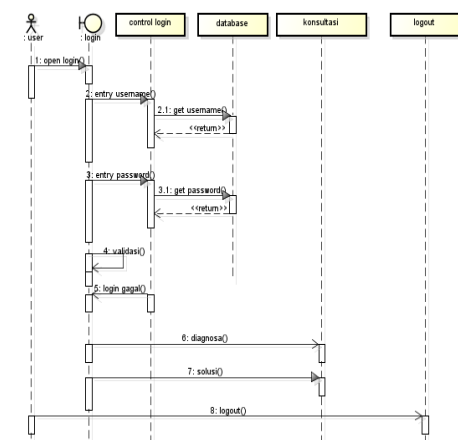 : user
: login
control login
database
konsultasi
logout
1: open login()
2: entry username()
2.1: get username()
<<return>>
3: entry password()
3.1: get password()
<<return>>
4: validasi()
5: login gagal()
6: diagnosa()
7: solusi()
8: logout()